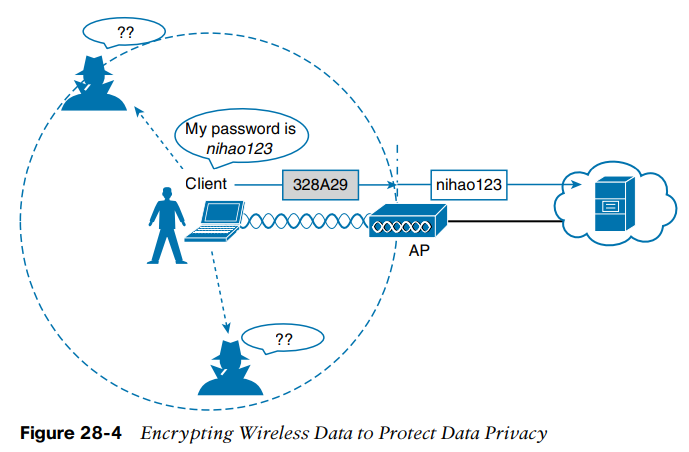 ??
My password is
nihao123
Client
328A29
nihao123
AP
??
Figure 28-4 Encrypting Wireless Data to Protect Data Privacy